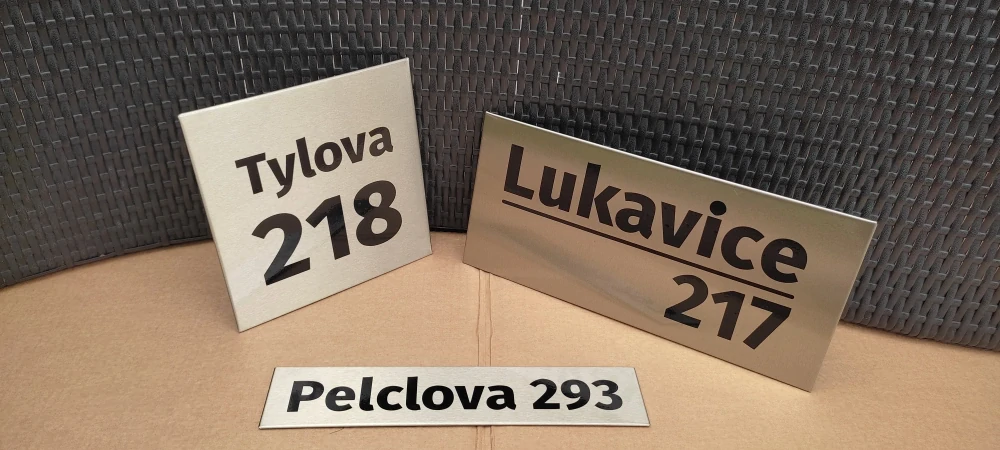 Tylova
218
Lukavice
217
Pelclova 293